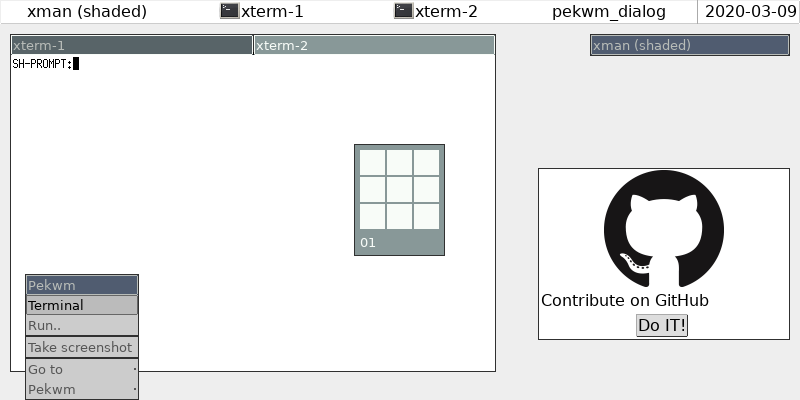 xman (shaded) xterm-1 xterm-2 pekwm_dialog 2020-03-09
xterm-1 xterm-2
xman (shaded)
SH-PROMPT:
01
Pekwm
Terminal
Run..
Take screenshot
Go to
Pekwm
Contribute on GitHub
Do IT!